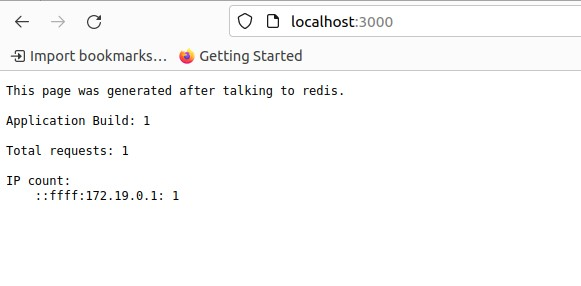 localhost:3000
Import bookmarks... Getting Started
This page was generated after talking to redis.
Application Build: 1
Total requests: 1
IP count:
::ffff:172.19.0.1: 1